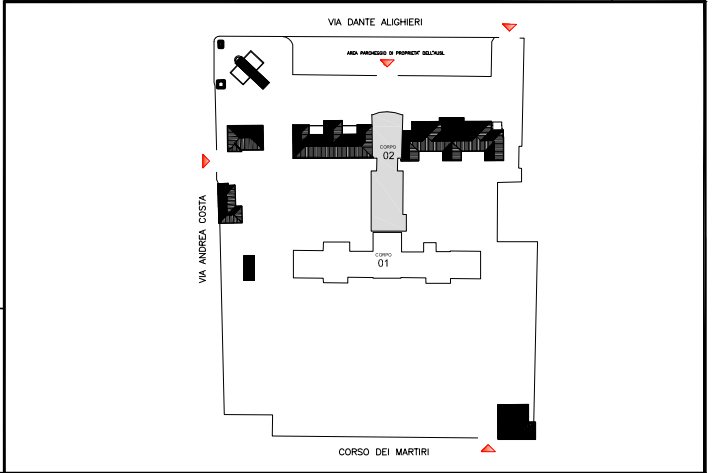 VIA DANTE ALIGHIERI
AREA PARCHEGGIO DI PROPRIETA' DELL'AUSL
CORPO
02
VIA ANDREA COSTA
CORPO
01
CORSO DEI MARTIRI